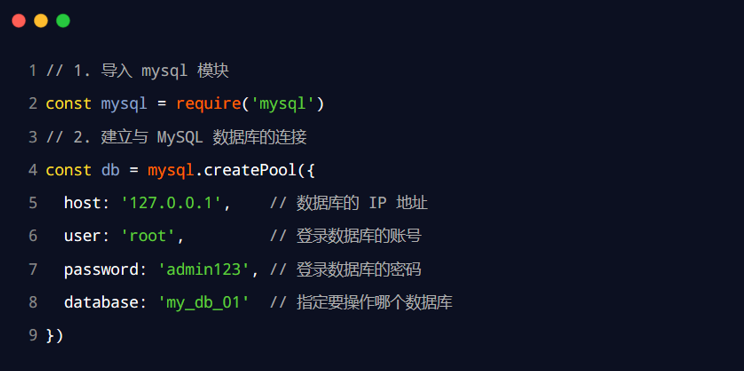 1 // 1. 导入 mysql 模块
2 const mysql = require('mysql')
3 // 2. 建立与 MySQL 数据库的连接
4 const db = mysql.createPool({
5   host: '127.0.0.1',    // 数据库的 IP 地址
6   user: 'root',         // 登录数据库的账号
7   password: 'admin123', // 登录数据库的密码
8   database: 'my_db_01'  // 指定要操作哪个数据库
9 })